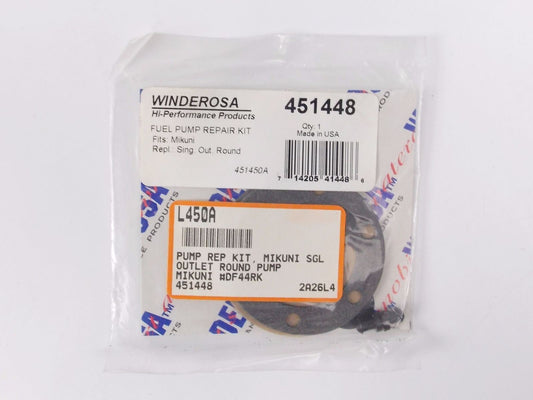 WINDEROSA
Hi-Performance Products
451448
FUEL PUMP REPAIR KIT
Fits: Mikuni
Repl.: Sing. Out. Round
Qty: 1
Made in USA
451450A
7 14205 41448 6
L450A
PUMP REP KIT, MIKUNI SGL
OUTLET ROUND PUMP
MIKUNI #DF44RK
451448 2A26L4